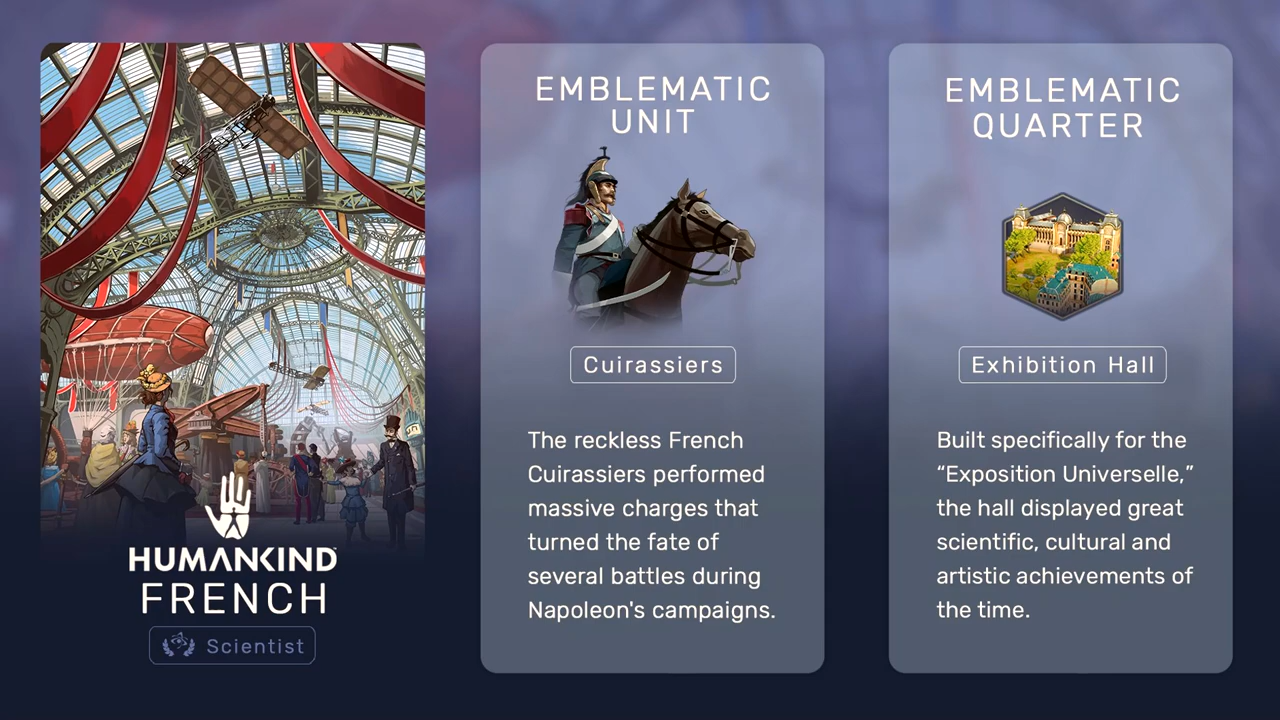 HUMANKIND
FRENCH
Scientist
EMBLEMATIC
UNIT
Cuirassiers
The reckless French
Cuirassiers performed
massive charges that
turned the fate of
several battles during
Napoleon's campaigns.
EMBLEMATIC
QUARTER
Exhibition Hall
Built specifically for the
“Exposition Universelle,”
the hall displayed great
scientific, cultural and
artistic achievements of
the time.